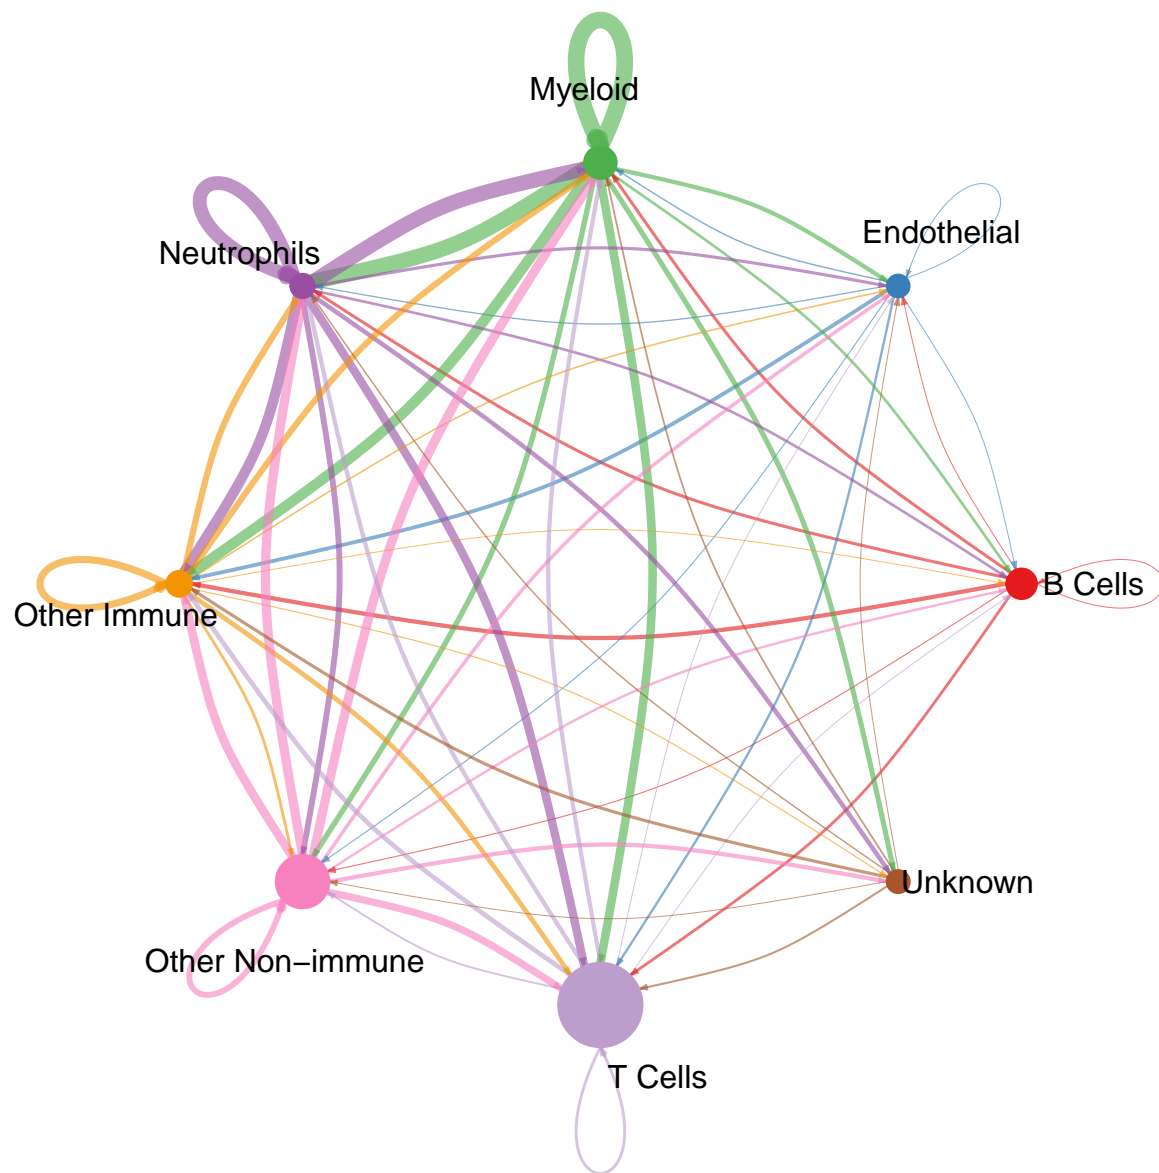 Myeloid
Endothelial
Neutrophils
B Cells
Other Immune
Unknown
Other Non−immune
T Cells